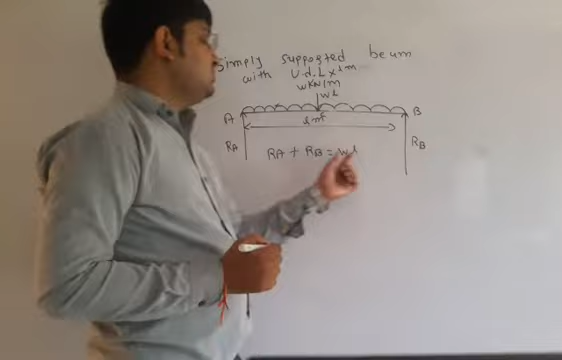 Simply supported beam
with U.d.L
wkN/m
wL
A B
RA RB
RA + RB = wl